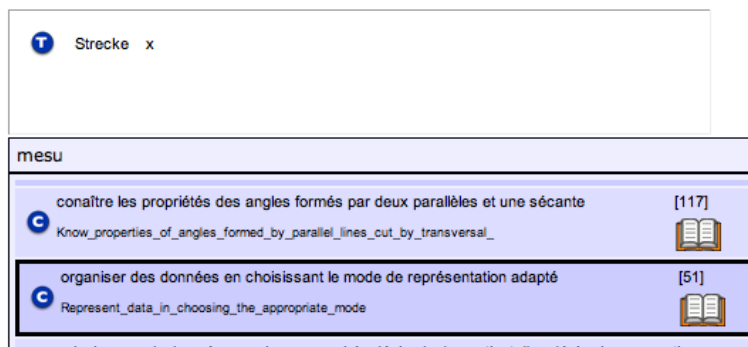 T Strecke x
mesu
conaître les propriétés des angles formés par deux parallèles et une sécante [117]
C
Know_properties_of_angles_formed_by_parallel_lines_cut_by_transversal_
organiser des données en choisissant le mode de représentation adapté [51]
C
Represent_data_in_choosing_the_appropriate_mode